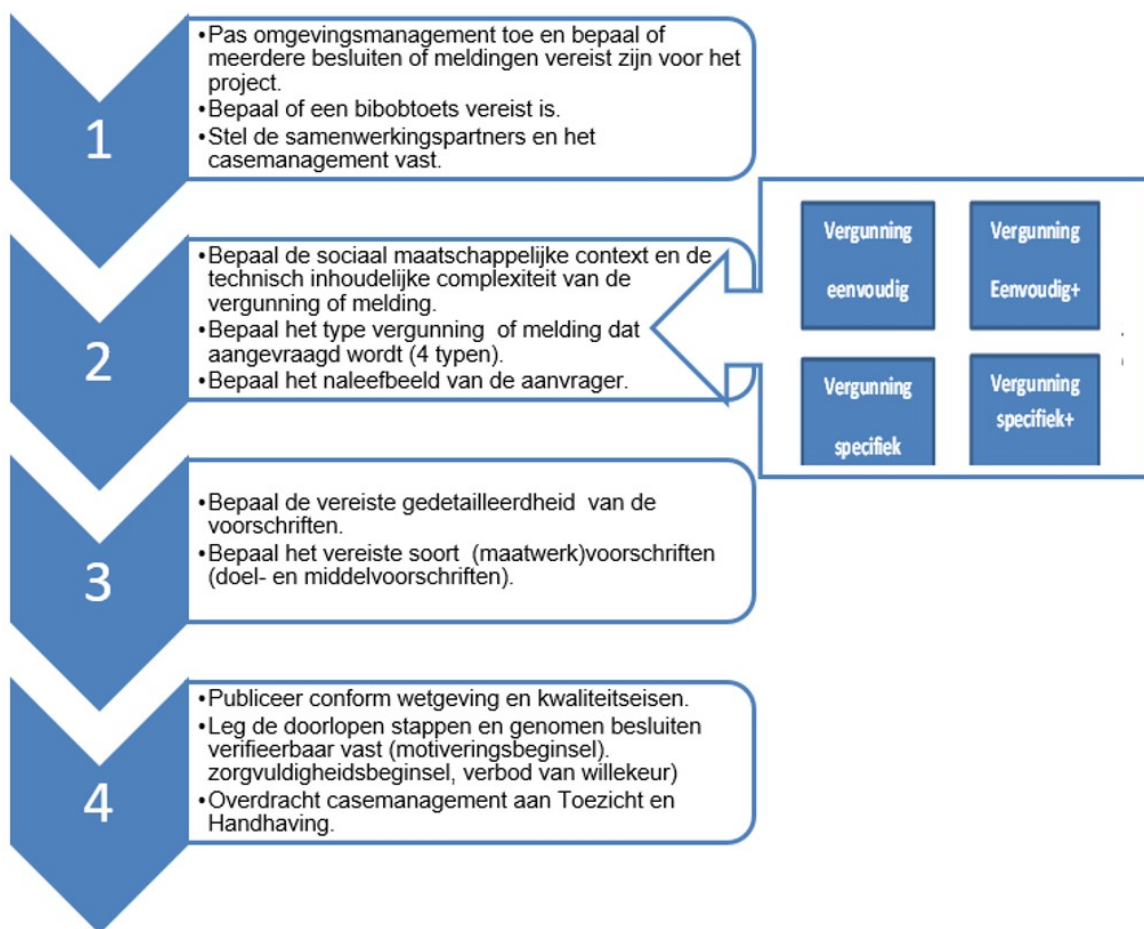 1
•Pas omgevingsmanagement toe en bepaal of
meerdere besluiten of meldingen vereist zijn voor het
project.
•Bepaal of een bibobtoets vereist is.
•Stel de samenwerkingspartners en het
casemanagement vast.
2
•Bepaal de sociaal maatschappelijke context en de
technisch inhoudelijke complexiteit van de
vergunning of melding.
•Bepaal het type vergunning of melding dat
aangevraagd wordt (4 typen).
•Bepaal het naleefbeeld van de aanvrager.
Vergunning
eenvoudig
Vergunning
Eenvoudig+
Vergunning
specifiek
Vergunning
specifiek+
3
•Bepaal de vereiste gedetailleerdheid van de
voorschriften.
•Bepaal het vereiste soort (maatwerk)voorschriften
(doel- en middelvoorschriften).
4
•Publiceer conform wetgeving en kwaliteitseisen.
•Leg de doorlopen stappen en genomen besluiten
verifieerbaar vast (motiveringsbeginsel).
zorgvuldigheidsbeginsel, verbod van willekeur)
•Overdracht casemanagement aan Toezicht en
Handhaving.